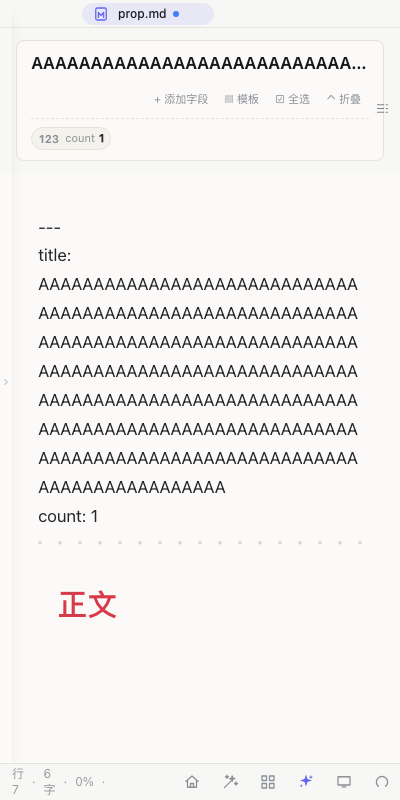 prop.md
AAAAAAAAAAAAAAAAAAAAAAAAAAA...
+ 添加字段 模板 全选 折叠
123 count 1
---
title:
AAAAAAAAAAAAAAAAAAAAAAAAAAAAA
AAAAAAAAAAAAAAAAAAAAAAAAAAAAA
AAAAAAAAAAAAAAAAAAAAAAAAAAAAA
AAAAAAAAAAAAAAAAAAAAAAAAAAAAA
AAAAAAAAAAAAAAAAAAAAAAAAAAAAA
AAAAAAAAAAAAAAAAAAAAAAAAAAAAA
AAAAAAAAAAAAAAAAAAAAAAAAAAAAA
AAAAAAAAAAAAAAAAA
count: 1
正文
行 7 · 6 字 · 0% ·